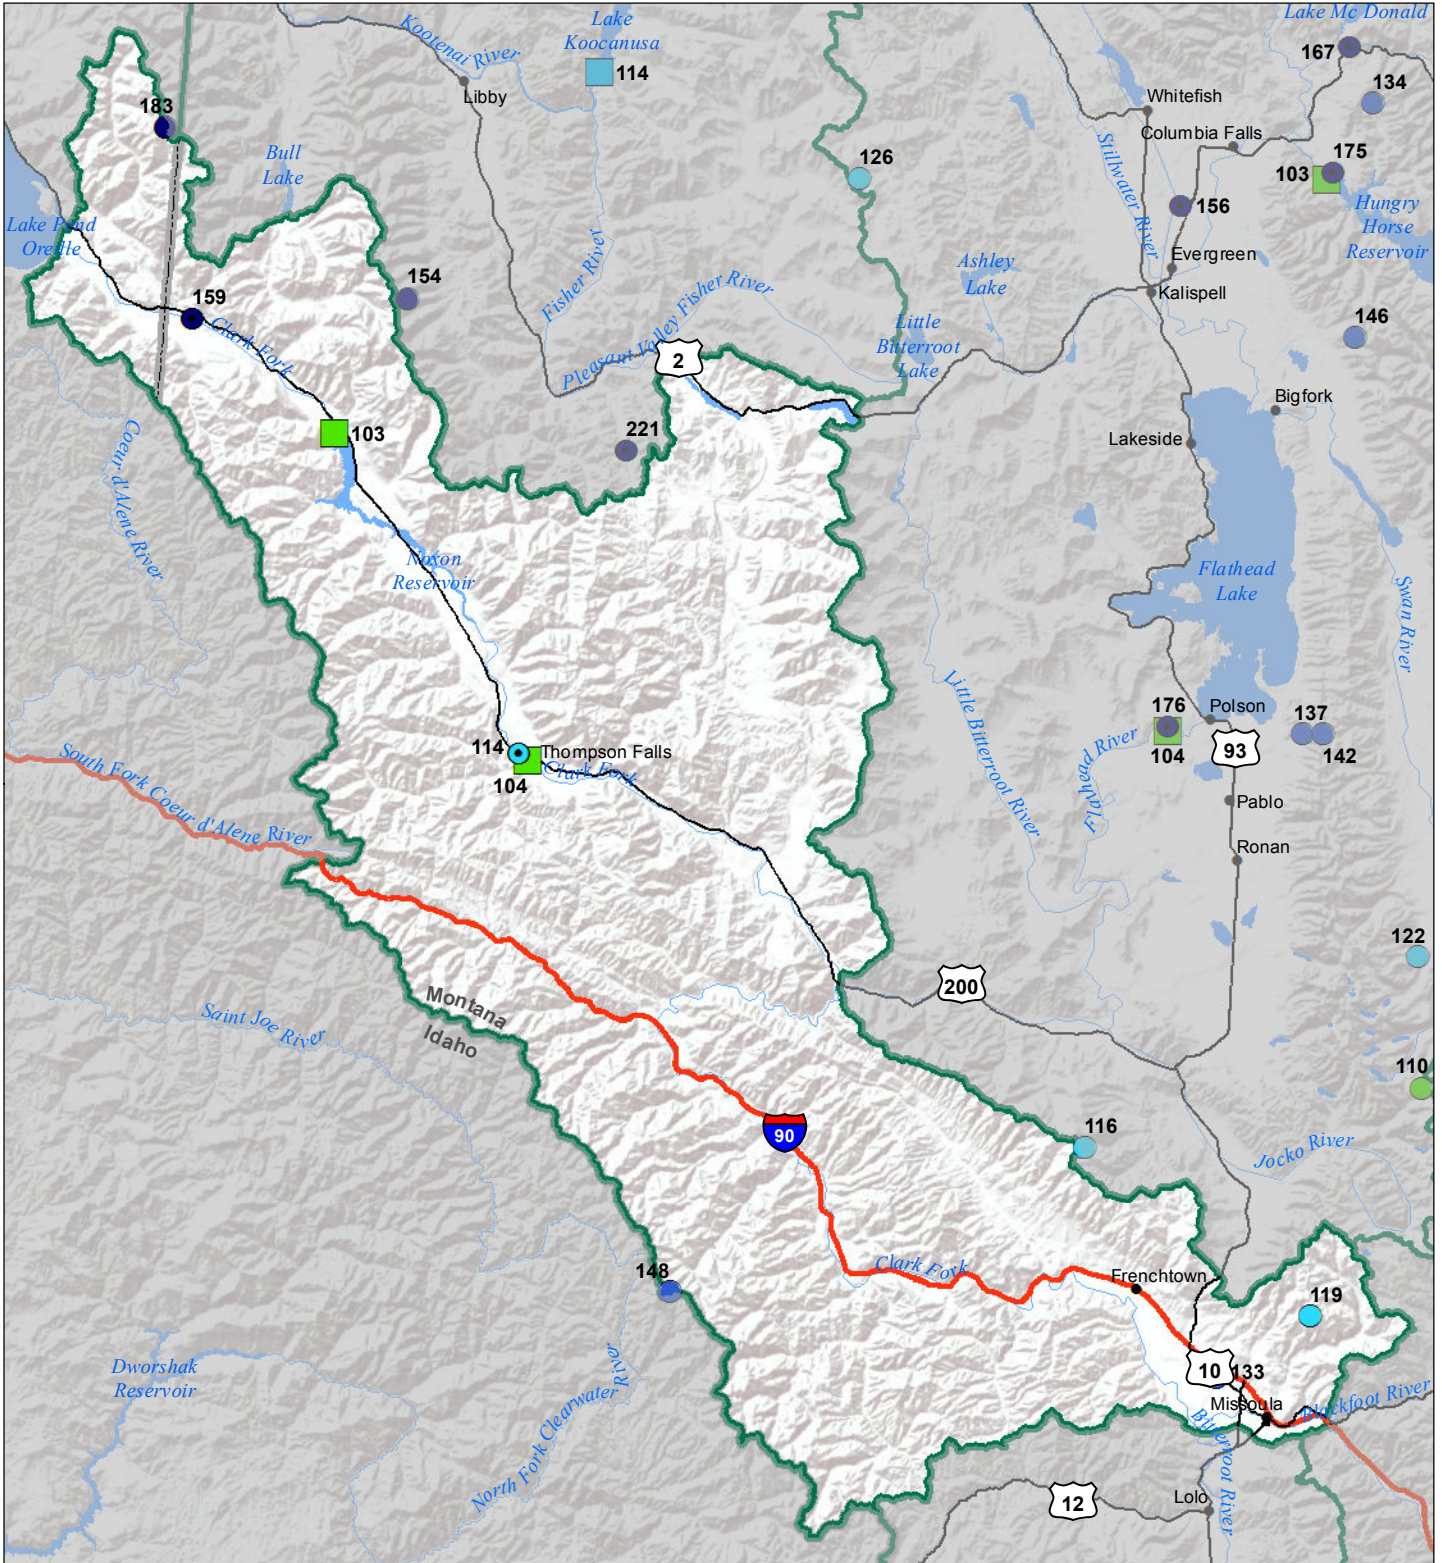 Lake Mc Donald
167
134
Lake
Koocanusa
114
Kootenai River
Libby
Whitefish
Columbia Falls
183
Bull
Lake
126
Stillwater River
175
103
156
Hungry
Horse
Reservoir
Lake Pend
Oreille
154
Fisher River
Ashley
Lake
Evergreen
Kalispell
159
Clark Fork
Pleasant Valley Fisher River
2
Little
Bitterroot
Lake
146
Bigfork
103
221
Lakeside
Coeur d'Alene River
Noxon
Reservoir
Flathead
Lake
Swan River
Little Bitterroot River
176
104
Polson
137
142
93
Flathead River
114
Thompson Falls
104
Clark Fork
South Fork Coeur d'Alene River
Pablo
Ronan
122
200
Montana
Idaho
Saint Joe River
110
90
116
Jocko River
148
Clark Fork
Frenchtown
119
Dworshak
Reservoir
10
133
Missoula
Blackfoot River
North Fork Clearwater River
Bitterroot River
12
Lolo